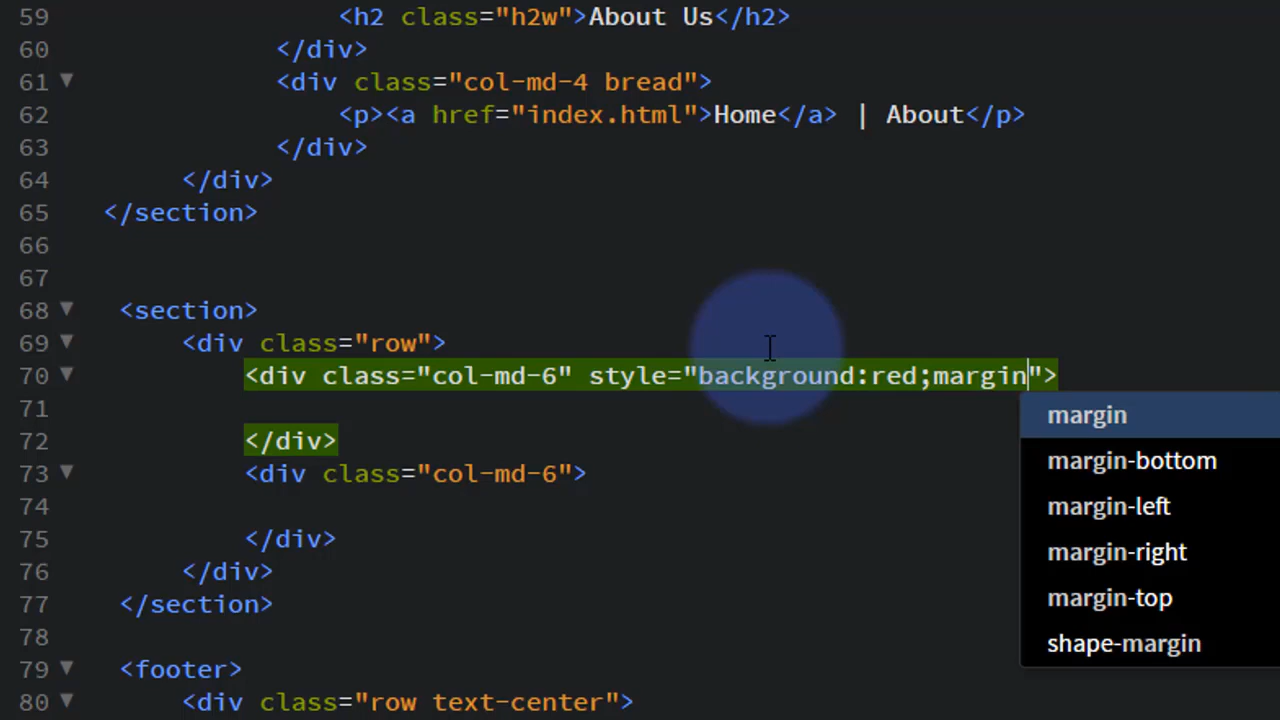 59 <h2 class="h2w">About Us</h2>
60 </div>
61 <div class="col-md-4 bread">
62 <p><a href="index.html">Home</a> | About</p>
63 </div>
64 </div>
65 </section>
66
67
68 <section>
69 <div class="row">
70 <div class="col-md-6" style="background:red;margin">
71
72 </div>
73 <div class="col-md-6">
74
75 </div>
76 </div>
77 </section>
78
79 <footer>
80 <div class="row text-center">
margin
margin-bottom
margin-left
margin-right
margin-top
shape-margin